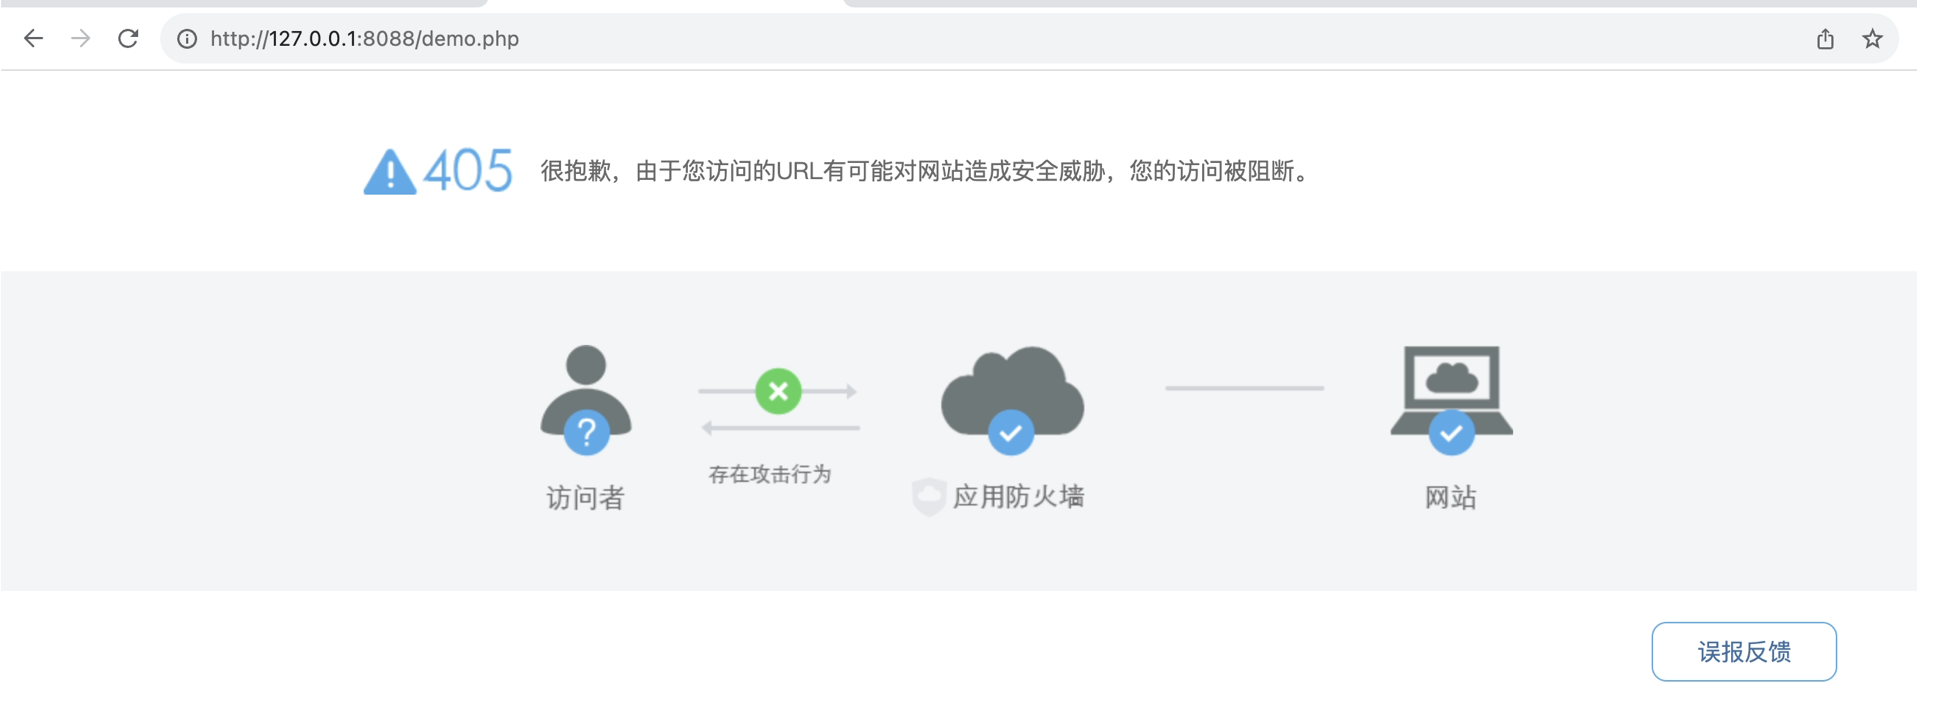 http://127.0.0.1:8088/demo.php
405 很抱歉，由于您访问的URL有可能对网站造成安全威胁，您的访问被阻断。
存在攻击行为
访问者
应用防火墙
网站
误报反馈